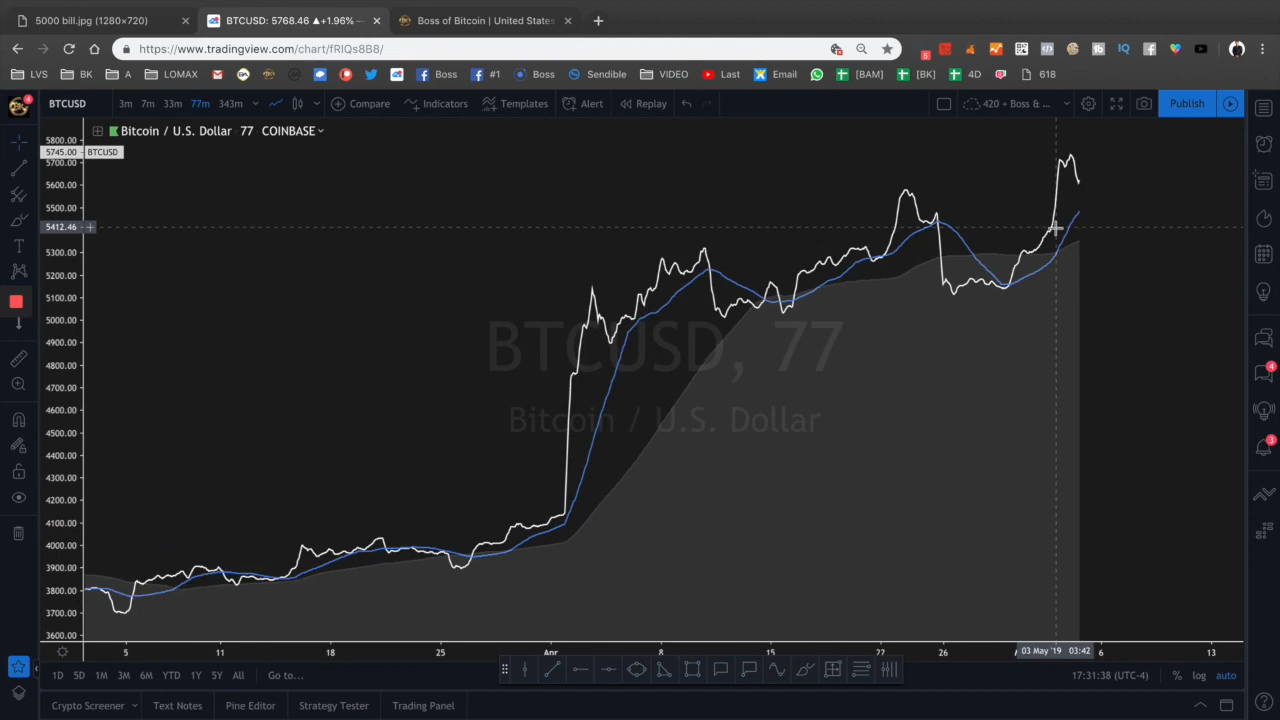 5000 bill.jpg (1280×720)
BTCUSD: 5768.46 ▲+1.96% —
Boss of Bitcoin | United States
https://www.tradingview.com/chart/fRlQs8B8/
5
LVS
BK
A
LOMAX
Boss
#1
Boss
Sendible
VIDEO
Last
Email
[BAM]
[BK]
4D
618
4
BTCUSD
3m
7m
33m
77m
343m
Compare
Indicators
Templates
Alert
Replay
420 + Boss & ...
Publish
Bitcoin / U.S. Dollar 77 COINBASE
5800.00
5745.00 BTCUSD
5700.00
5600.00
5500.00
5412.46
5300.00
5200.00
5100.00
5000.00
4900.00
4800.00
4700.00
4600.00
4500.00
4400.00
4300.00
4200.00
4100.00
4000.00
3900.00
3800.00
3700.00
3600.00
BTCUSD, 77
Bitcoin / U.S. Dollar
4
3
5
11
18
25
Apr
8
15
22
26
03 May '19 03:42
6
13
1D
5D
1M
3M
6M
YTD
1Y
5Y
All
Go to...
17:31:38 (UTC-4)
%
log
auto
Crypto Screener
Text Notes
Pine Editor
Strategy Tester
Trading Panel